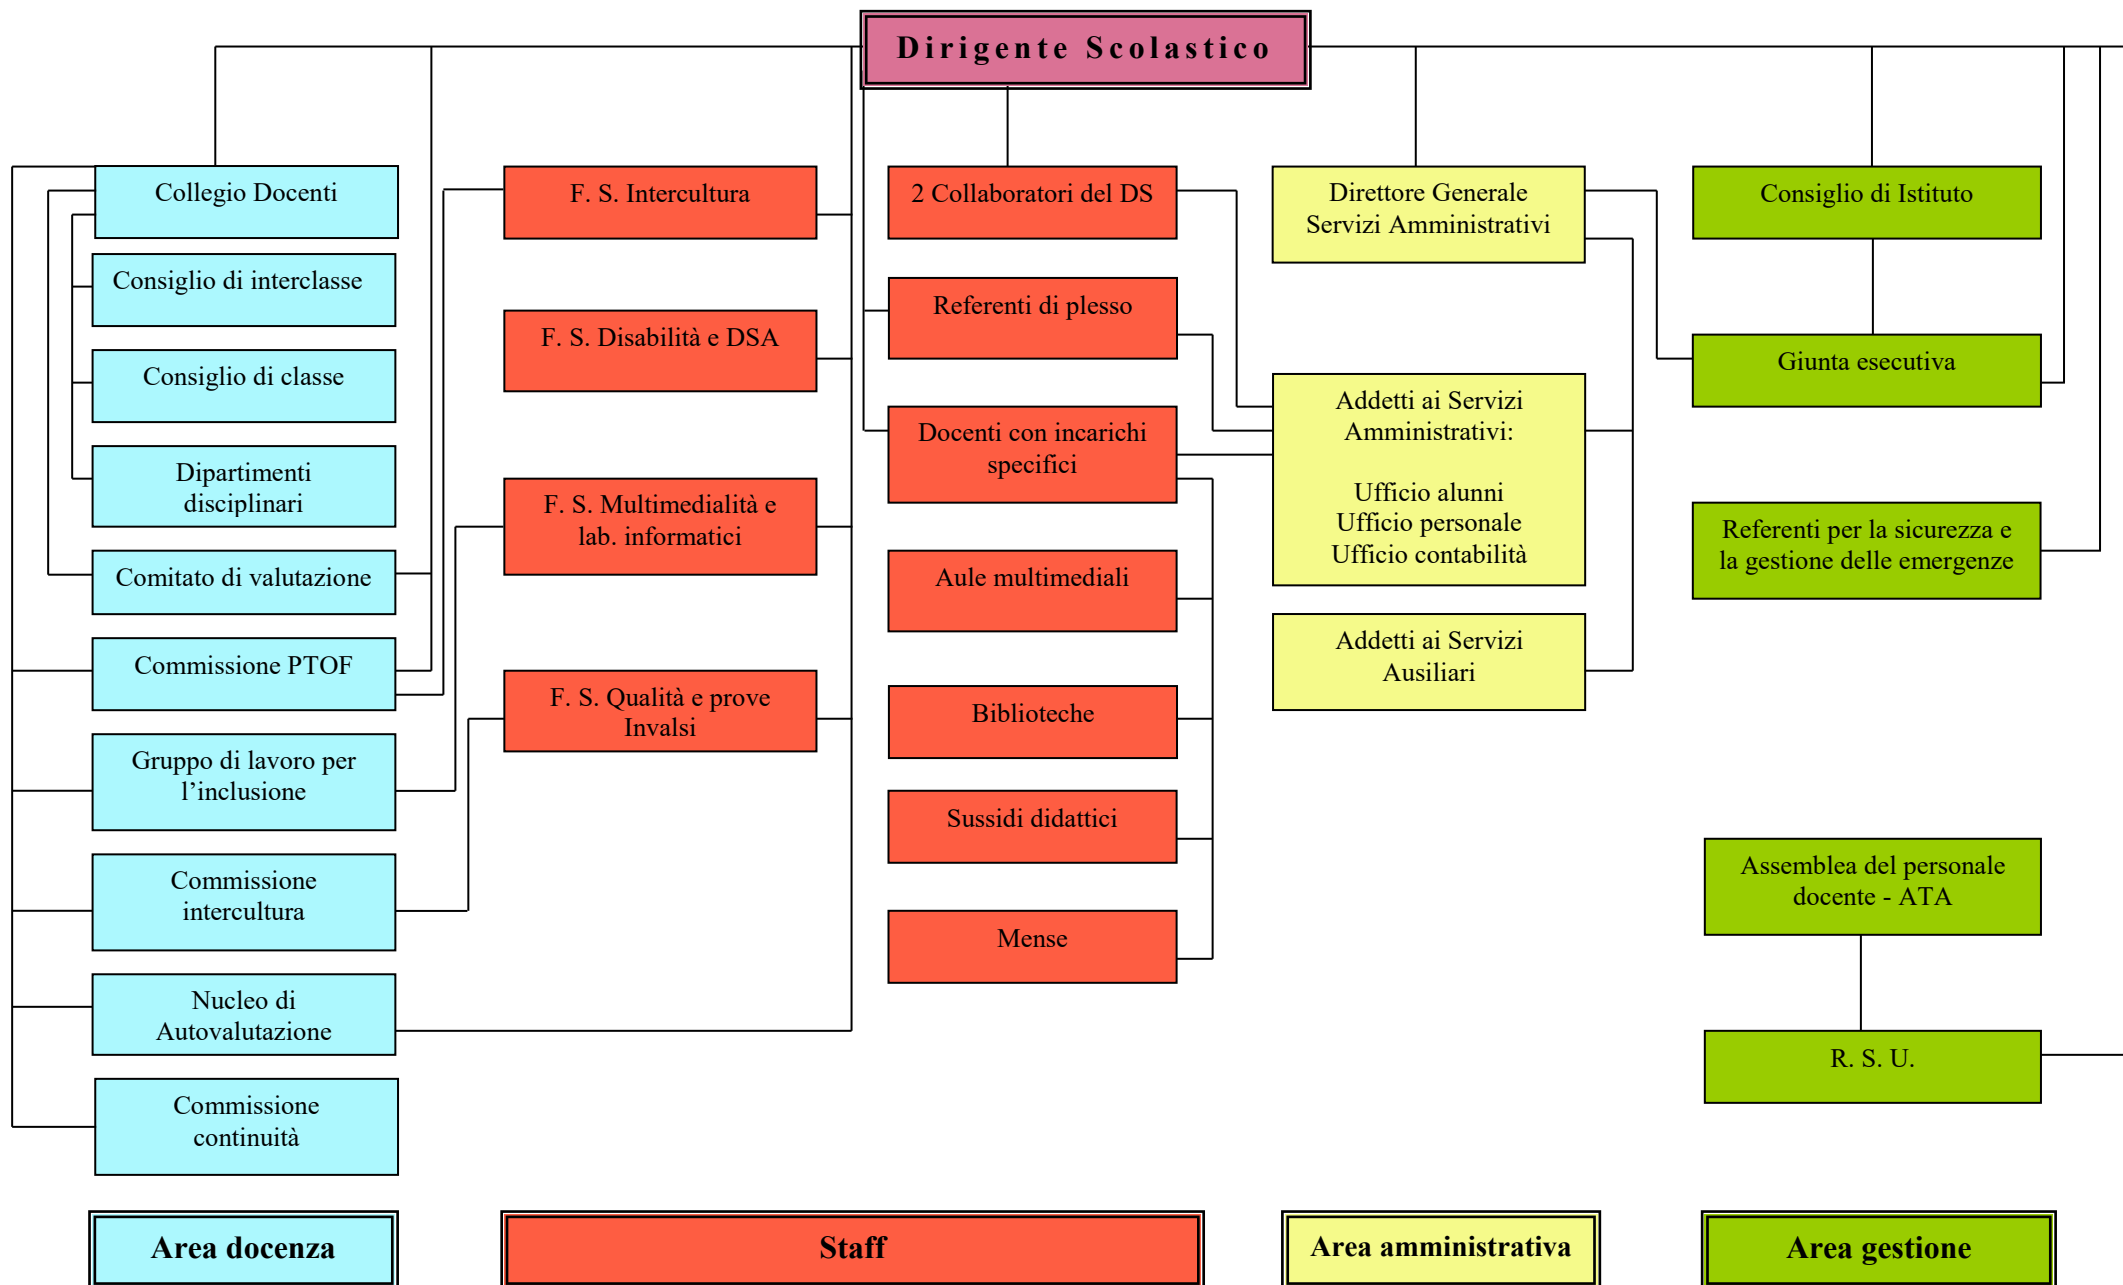 Dirigente Scolastico
Collegio Docenti
Consiglio di interclasse
Consiglio di classe
Dipartimenti
disciplinari
Comitato di valutazione
Commissione PTOF
Gruppo di lavoro per
l’inclusione
Commissione
intercultura
Nucleo di
Autovalutazione
Commissione
continuità
F. S. Intercultura
F. S. Disabilità e DSA
F. S. Multimedialità e
lab. informatici
F. S. Qualità e prove
Invalsi
2 Collaboratori del DS
Referenti di plesso
Docenti con incarichi
specifici
Aule multimediali
Biblioteche
Sussidi didattici
Mense
Direttore Generale
Servizi Amministrativi
Addetti ai Servizi
Amministrativi:
Ufficio alunni
Ufficio personale
Ufficio contabilità
Addetti ai Servizi
Ausiliari
Consiglio di Istituto
Giunta esecutiva
Referenti per la sicurezza e
la gestione delle emergenze
Assemblea del personale
docente - ATA
R. S. U.
Area docenza
Staff
Area amministrativa
Area gestione